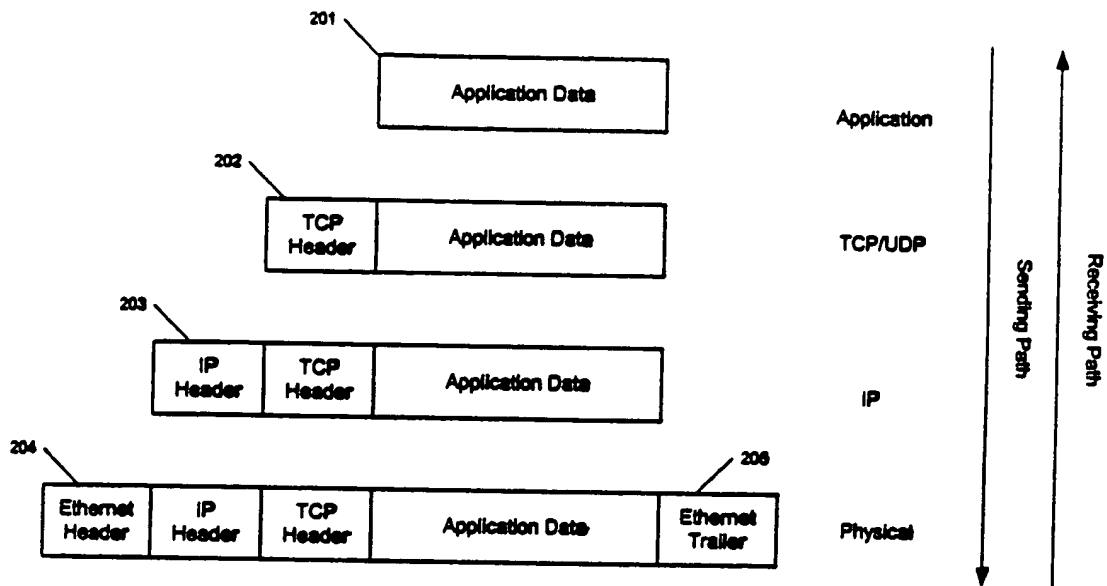 201
Application Data
Application
202
TCP
Header
Application Data
TCP/UDP
203
IP
Header
TCP
Header
Application Data
IP
204
206
Ethernet
Header
IP
Header
TCP
Header
Application Data
Ethernet
Trailer
Physical
Sending Path
Receiving Path